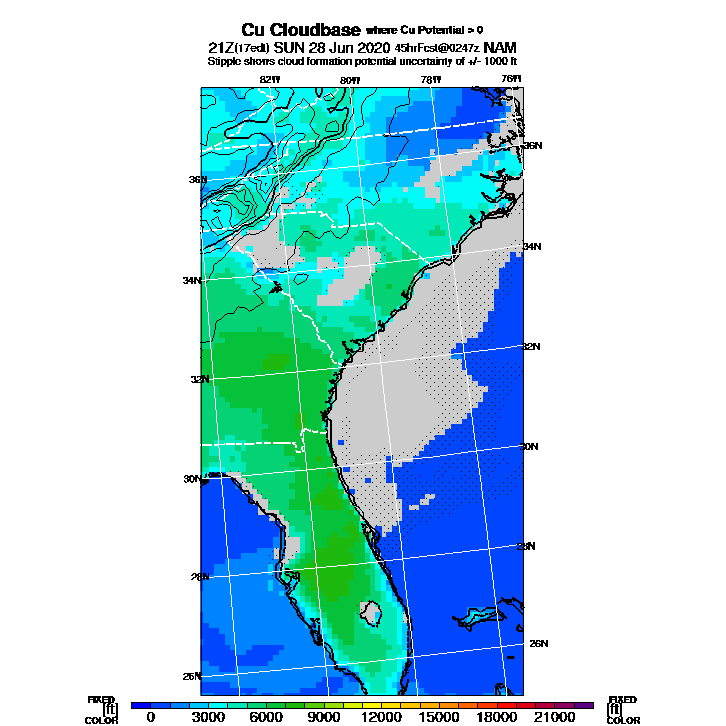 Cu Cloudbase where Cu Potential > 0
21Z(17edt) SUN 28 Jun 2020 45hrFcst@0247z NAM
Stipple shows cloud formation potential uncertainty of +/- 1000 ft
82W 80W 78W 76W
36N
36N
34N
34N
32N
32N
30N
30N
28N
28N
26N
26N
FIXED FIXED
[ft] [ft]
COLOR COLOR
0 3000 6000 9000 12000 15000 18000 21000